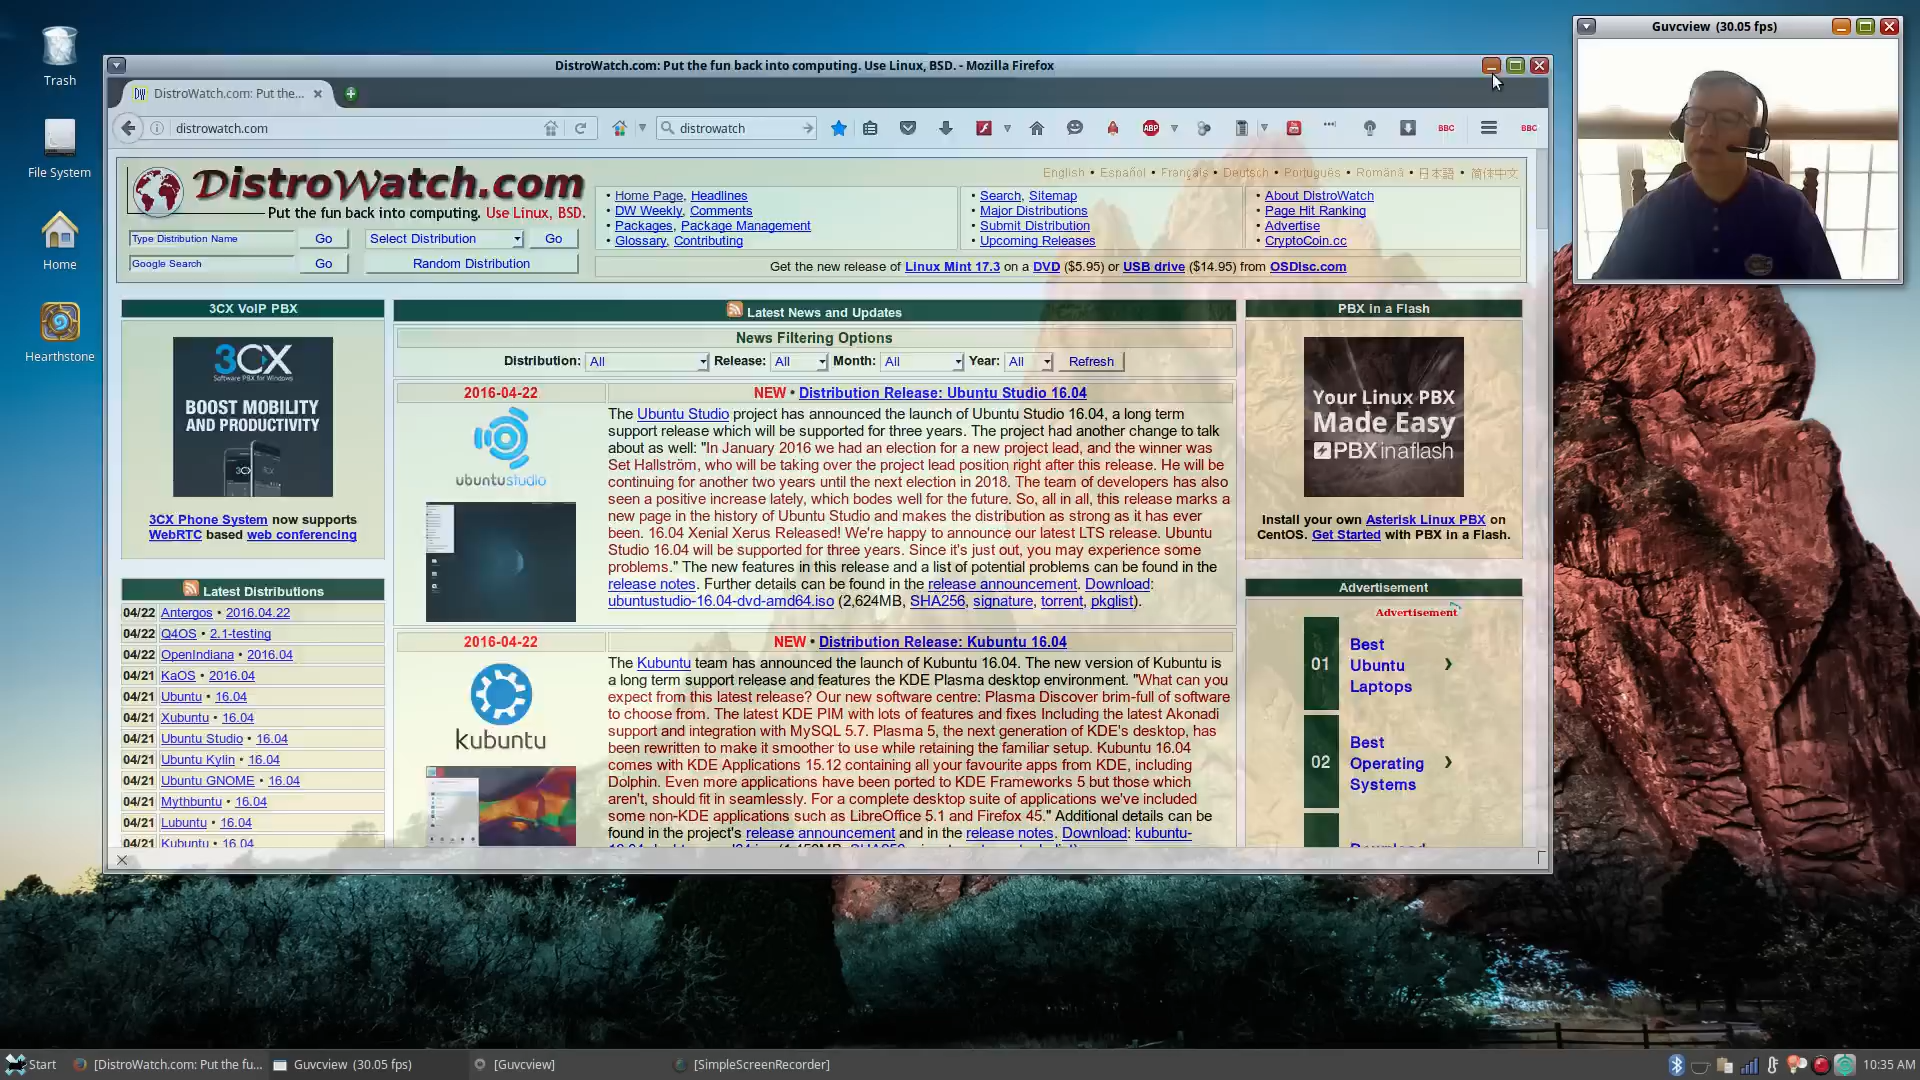 Trash
File System
Home
Hearthstone
DistroWatch.com: Put the fun back into computing. Use Linux, BSD. - Mozilla Firefox
DistroWatch.com: Put the...
distrowatch.com
distrowatch
ABP
BBC
BBC
DistroWatch.com
Put the fun back into computing. Use Linux, BSD.
Type Distribution Name
Go
Select Distribution
Go
Google Search
Go
Random Distribution
English • Español • Français • Deutsch • Português • Română • 日本語 • 简体中文
• Home Page, Headlines
• DW Weekly, Comments
• Packages, Package Management
• Glossary, Contributing
• Search, Sitemap
• Major Distributions
• Submit Distribution
• Upcoming Releases
• About DistroWatch
• Page Hit Ranking
• Advertise
• CryptoCoin.cc
Get the new release of Linux Mint 17.3 on a DVD ($5.95) or USB drive ($14.95) from OSDisc.com
3CX VoIP PBX
3CX
Software PBX for Windows
BOOST MOBILITY
AND PRODUCTIVITY
3CX Phone System now supports
WebRTC based web conferencing
Latest Distributions
04/22 Antergos • 2016.04.22
04/22 Q4OS • 2.1-testing
04/22 OpenIndiana • 2016.04
04/22 KaOS • 2016.04
04/21 Ubuntu • 16.04
04/21 Xubuntu • 16.04
04/21 Ubuntu Studio • 16.04
04/21 Ubuntu Kylin • 16.04
04/21 Ubuntu GNOME • 16.04
04/21 Mythbuntu • 16.04
04/21 Lubuntu • 16.04
04/21 Kubuntu • 16.04
Latest News and Updates
News Filtering Options
Distribution: All Release: All Month: All Year: All Refresh
2016-04-22
NEW • Distribution Release: Ubuntu Studio 16.04
ubuntustudio
The Ubuntu Studio project has announced the launch of Ubuntu Studio 16.04, a long term
support release which will be supported for three years. The project had another change to talk
about as well: "In January 2016 we had an election for a new project lead, and the winner was
Set Hallström, who will be taking over the project lead position right after this release. He will be
continuing for another two years until the next election in 2018. The team of developers has also
seen a positive increase lately, which bodes well for the future. So, all in all, this release marks a
new page in the history of Ubuntu Studio and makes the distribution as strong as it has ever
been. 16.04 Xenial Xerus Released! We're happy to announce our latest LTS release. Ubuntu
Studio 16.04 will be supported for three years. Since it's just out, you may experience some
problems." The new features in this release and a list of potential problems can be found in the
release notes. Further details can be found in the release announcement. Download:
ubuntustudio-16.04-dvd-amd64.iso (2,624MB, SHA256, signature, torrent, pkglist).
2016-04-22
NEW • Distribution Release: Kubuntu 16.04
kubuntu
The Kubuntu team has announced the launch of Kubuntu 16.04. The new version of Kubuntu is
a long term support release and features the KDE Plasma desktop environment. "What can you
expect from this latest release? Our new software centre: Plasma Discover brim-full of software
to choose from. The latest KDE PIM with lots of features and fixes Including the latest Akonadi
support and integration with MySQL 5.7. Plasma 5, the next generation of KDE's desktop, has
been rewritten to make it smoother to use while retaining the familiar setup. Kubuntu 16.04
comes with KDE Applications 15.12 containing all your favourite apps from KDE, including
Dolphin. Even more applications have been ported to KDE Frameworks 5 but those which
aren't, should fit in seamlessly. For a complete desktop suite of applications we've included
some non-KDE applications such as LibreOffice 5.1 and Firefox 45." Additional details can be
found in the project's release announcement and in the release notes. Download: kubuntu-
PBX in a Flash
Your Linux PBX
Made Easy
PBXinaflash
Install your own Asterisk Linux PBX on
CentOS. Get Started with PBX in a Flash.
Advertisement
Advertisement
01 Best Ubuntu Laptops
02 Best Operating Systems
Guvcview (30.05 fps)
Start
[DistroWatch.com: Put the fu...
Guvcview (30.05 fps)
[Guvcview]
[SimpleScreenRecorder]
10:35 AM